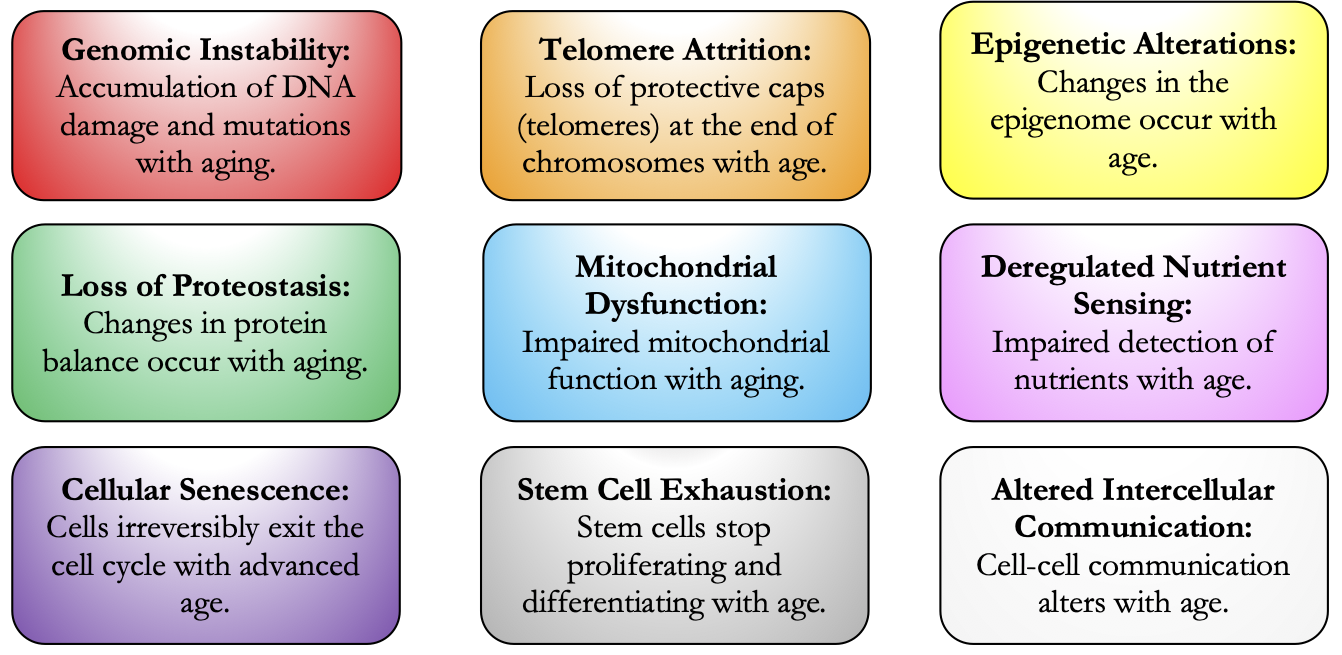 Genomic Instability:
Accumulation of DNA
damage and mutations
with aging.
Telomere Attrition:
Loss of protective caps
(telomeres) at the end of
chromosomes with age.
Epigenetic Alterations:
Changes in the
epigenome occur with
age.
Loss of Proteostasis:
Changes in protein
balance occur with aging.
Mitochondrial
Dysfunction:
Impaired mitochondrial
function with aging.
Deregulated Nutrient
Sensing:
Impaired detection of
nutrients with age.
Cellular Senescence:
Cells irreversibly exit the
cell cycle with advanced
age.
Stem Cell Exhaustion:
Stem cells stop
proliferating and
differentiating with age.
Altered Intercellular
Communication:
Cell-cell communication
alters with age.